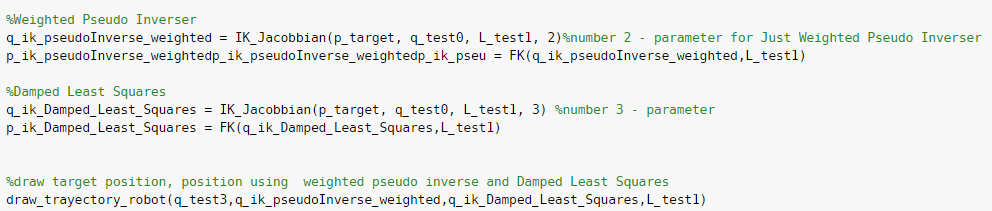 %Weighted Pseudo Inverser
q_ik_pseudoInverse_weighted = IK_Jacobbian(p_target, q_test0, L_test1, 2)%number 2 - parameter for Just Weighted Pseudo Inverser
p_ik_pseudoInverse_weightedp_ik_pseudoInverse_weightedp_ik_pseu = FK(q_ik_pseudoInverse_weighted,L_test1)
%Damped Least Squares
q_ik_Damped_Least_Squares = IK_Jacobbian(p_target, q_test0, L_test1, 3) %number 3 - parameter
p_ik_Damped_Least_Squares = FK(q_ik_Damped_Least_Squares,L_test1)
%draw target position, position using  weighted pseudo inverse and Damped Least Squares
draw_trayectory_robot(q_test3,q_ik_pseudoInverse_weighted,q_ik_Damped_Least_Squares,L_test1)